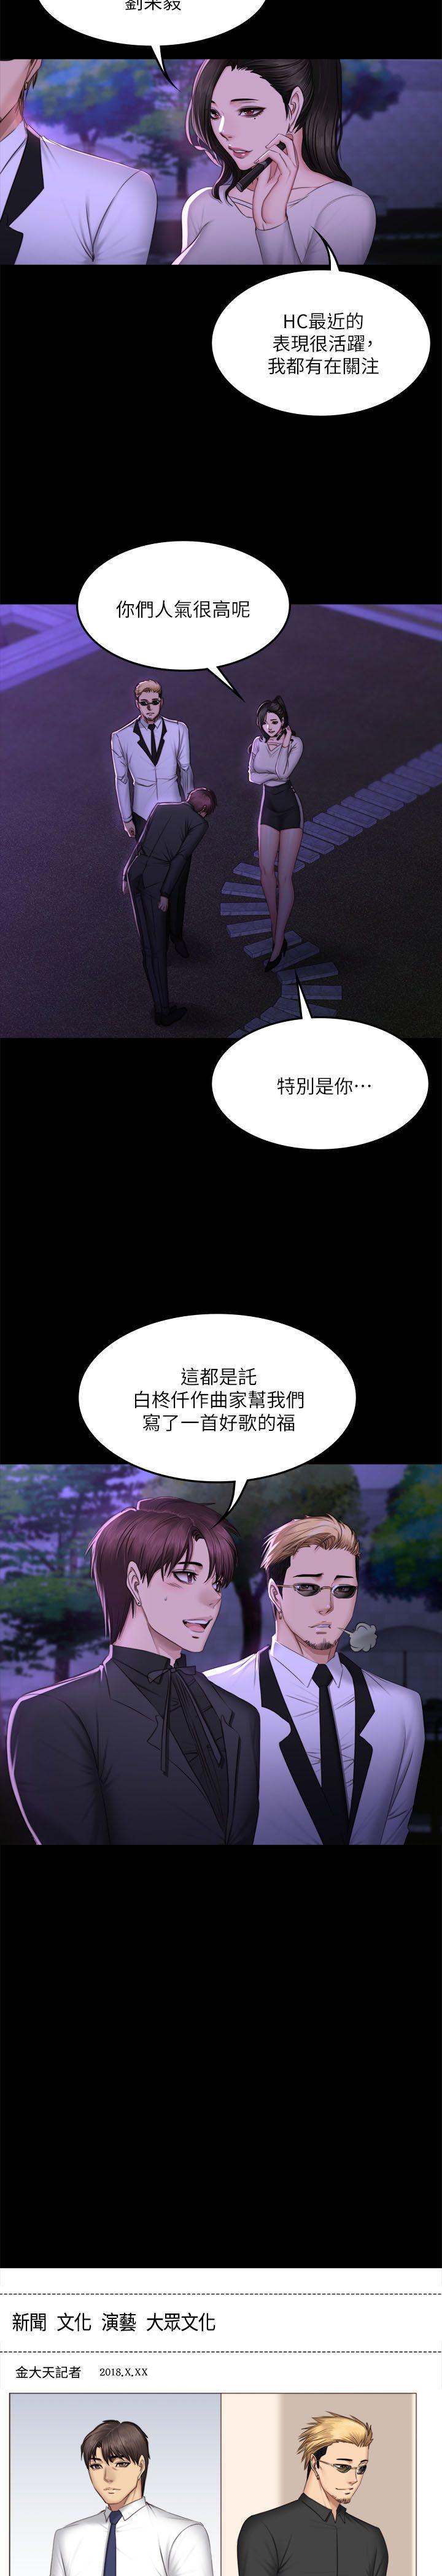 劉未毅
HC最近的
表現很活躍,
我都有在關注
你們人氣很高呢
特別是你…
這都是託
白柊仟作曲家幫我們
寫了一首好歌的福
新聞 文化 演藝 大眾文化
金大天記者 2018.X.XX